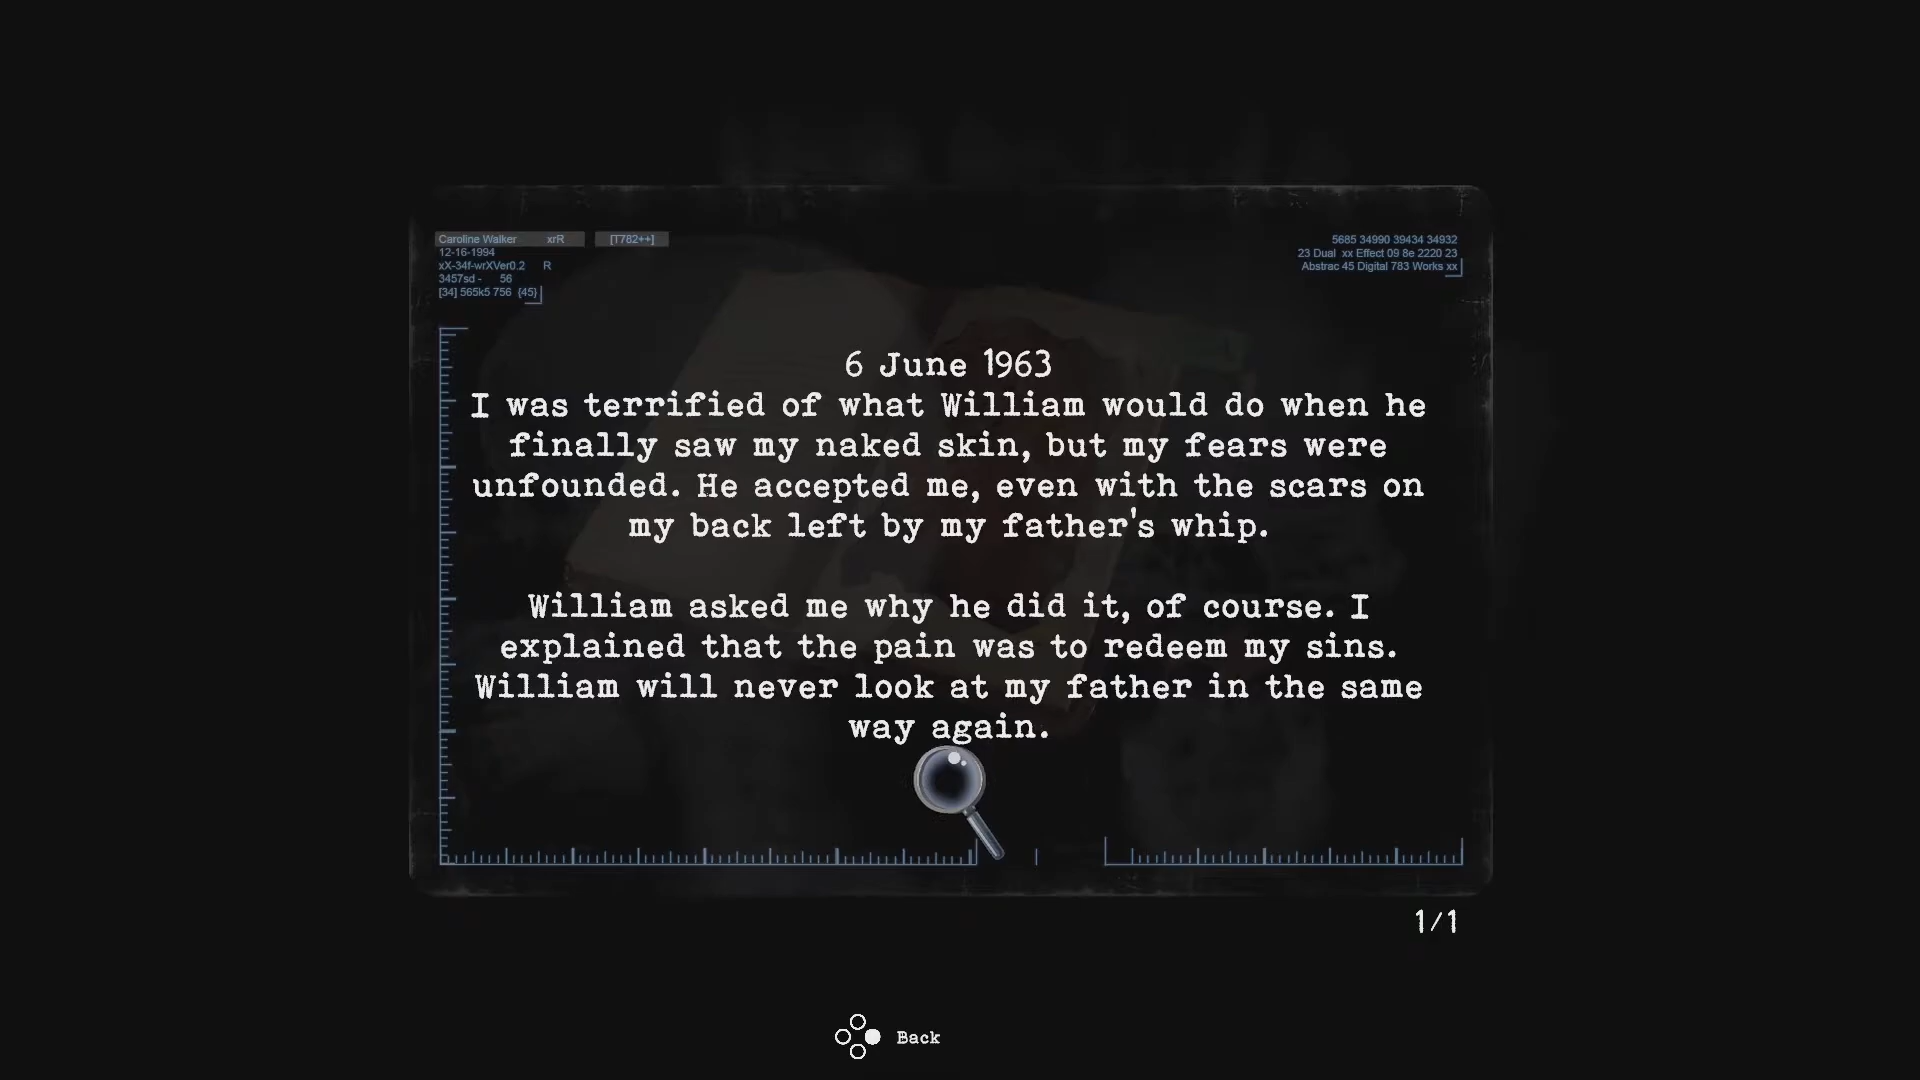 Caroline Walker xrR [T782++]
12-16-1994
xX-34f-wrXVer0.2 R
3457sd - 56
[34] 565k5 756 {45}
5685 34990 39434 34932
23 Dual xx Effect 09 8e 2220 23
Abstrac 45 Digital 783 Works xx
6 June 1963
I was terrified of what William would do when he
finally saw my naked skin, but my fears were
unfounded. He accepted me, even with the scars on
my back left by my father's whip.
William asked me why he did it, of course. I
explained that the pain was to redeem my sins.
William will never look at my father in the same
way again.
1/1
Back